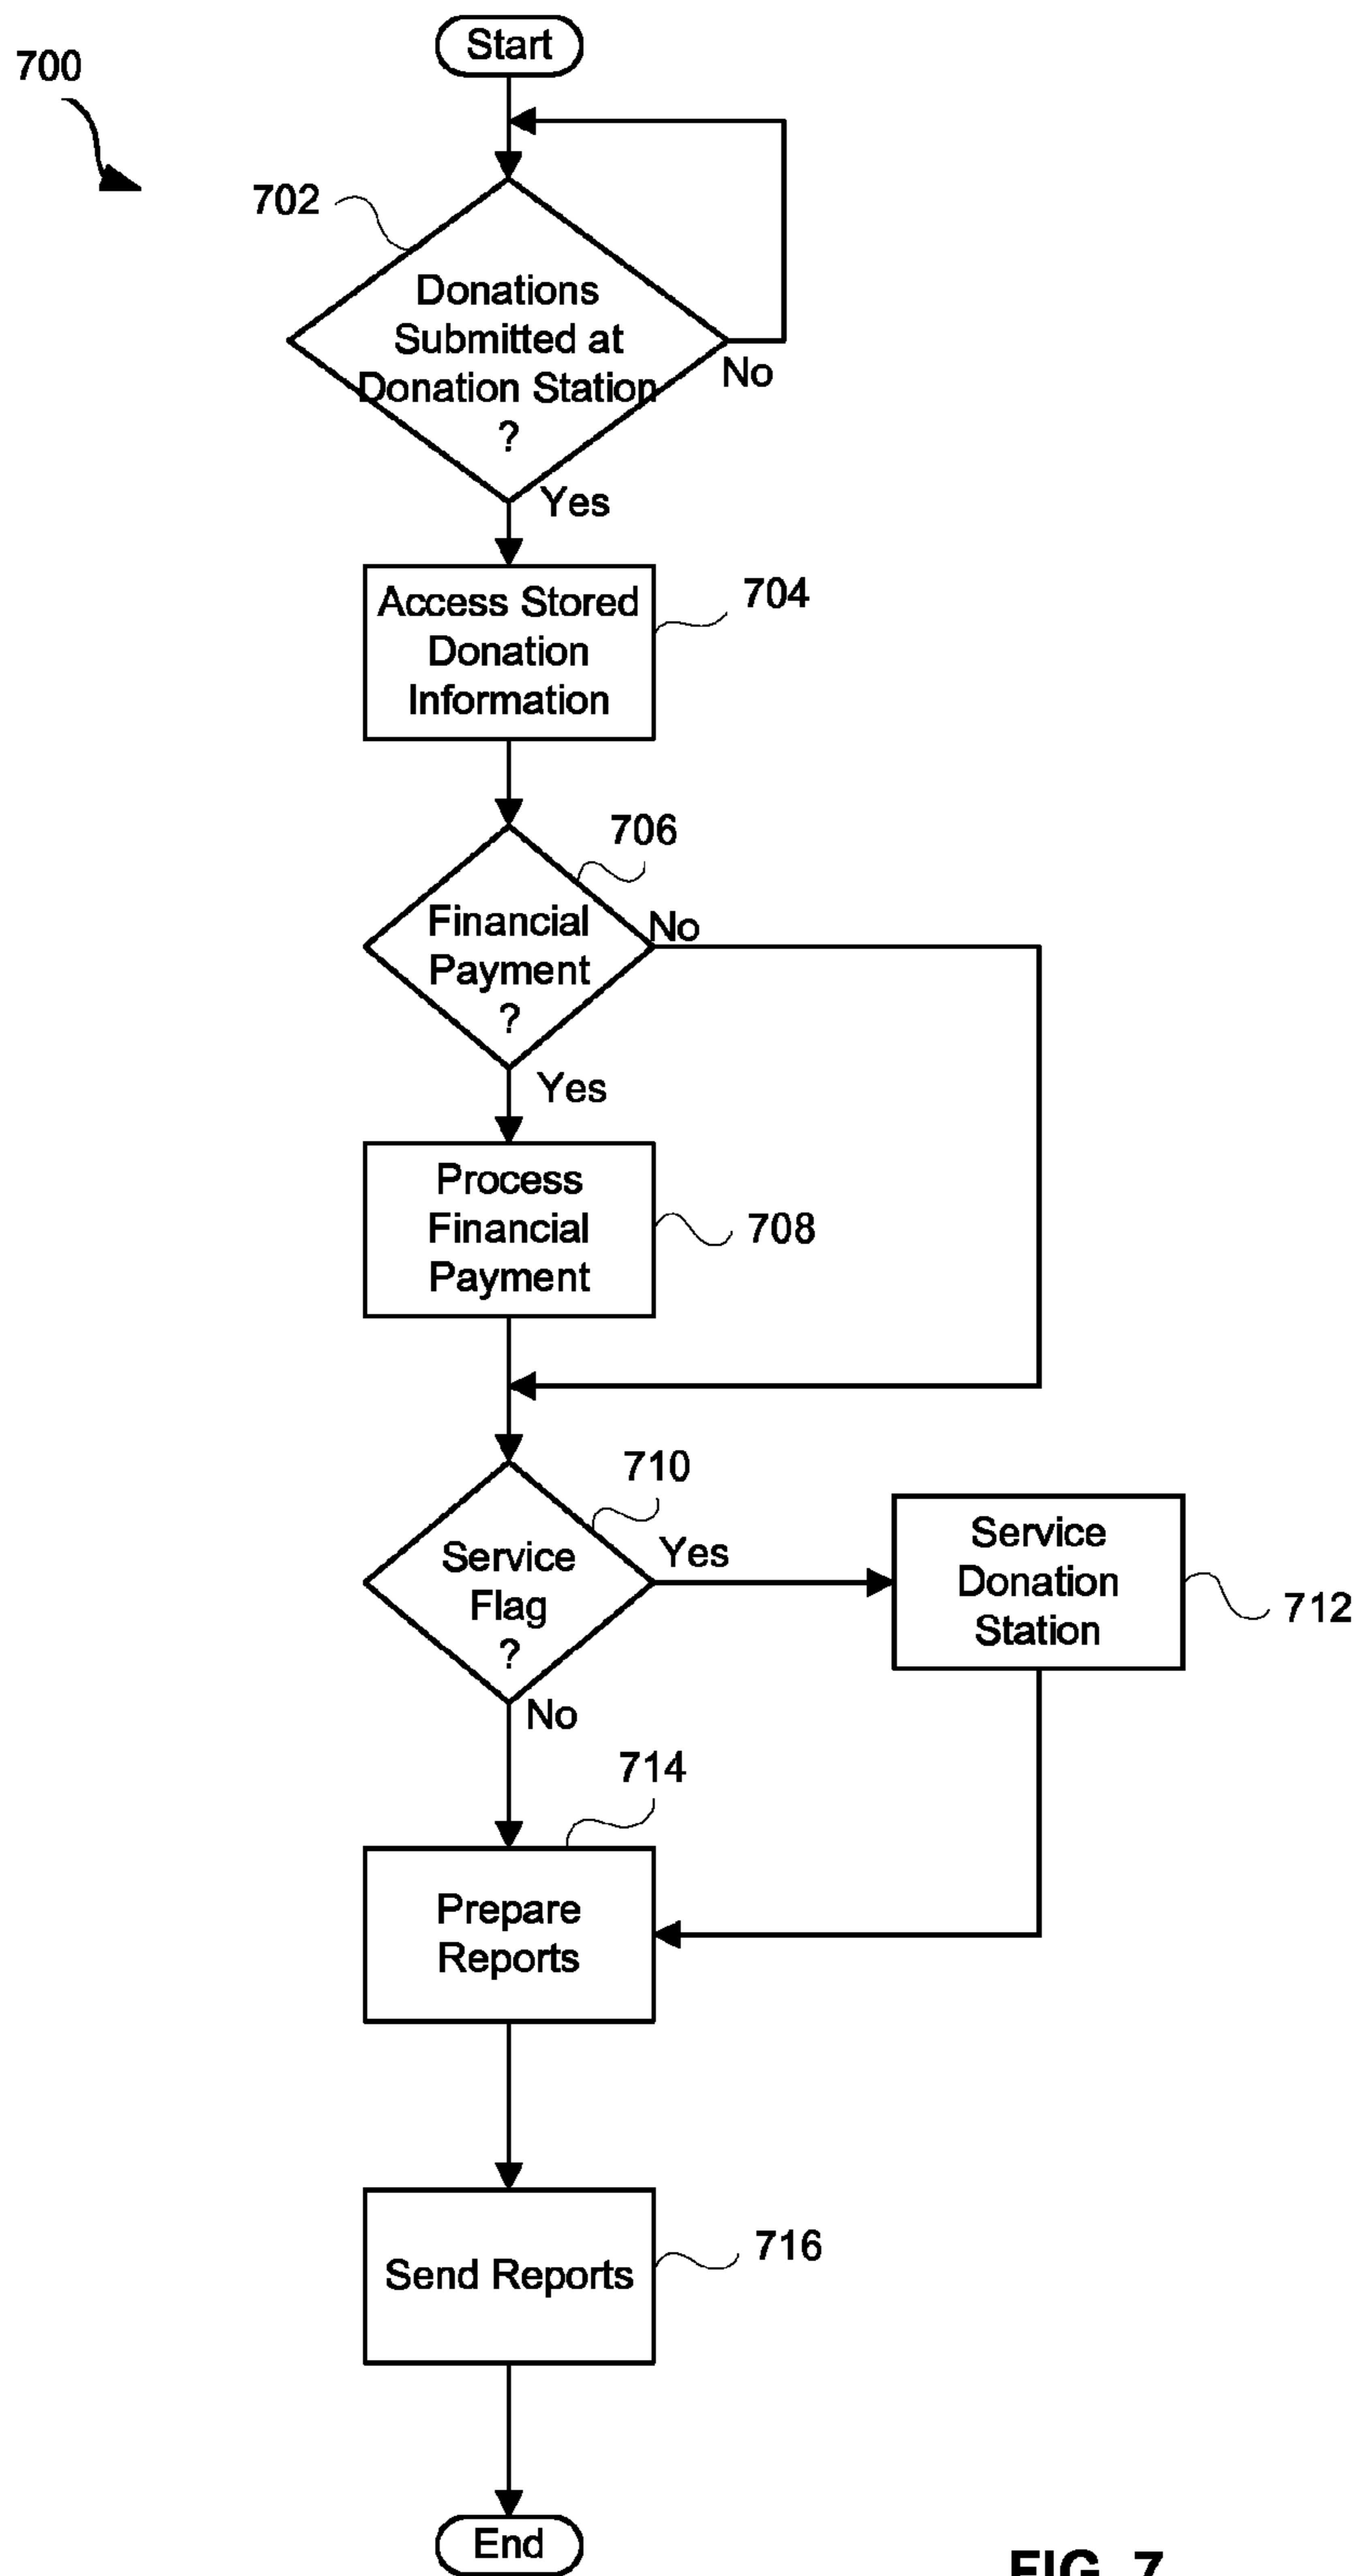 Start
700
702
Donations
Submitted at
Donation Station
?
No
Yes
Access Stored
Donation
Information
704
706
Financial
Payment
?
No
Yes
Process
Financial
Payment
708
710
Service
Flag
?
Yes
Service
Donation
Station
712
No
714
Prepare
Reports
Send Reports
716
End
FIG. 7